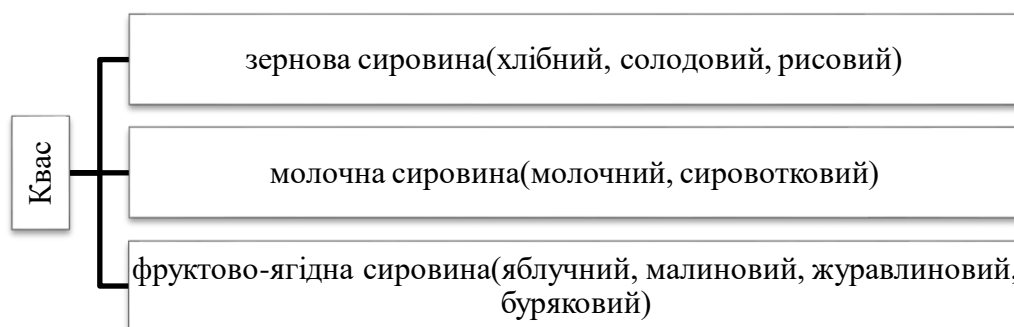 Квас
зернова сировина(хлібний, солодовий, рисовий)
молочна сировина(молочний, сировотковий)
фруктово-ягідна сировина(яблучний, малиновий, журавлиновий,
буряковий)